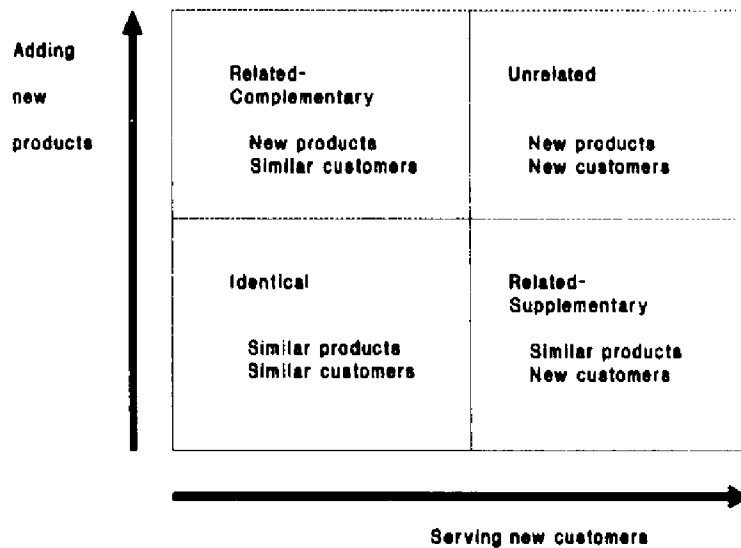 Adding
new
products
Related-
Complementary
New products
Similar customers
Unrelated
New products
New customers
Identical
Similar products
Similar customers
Related-
Supplementary
Similar products
New customers
Serving new customers